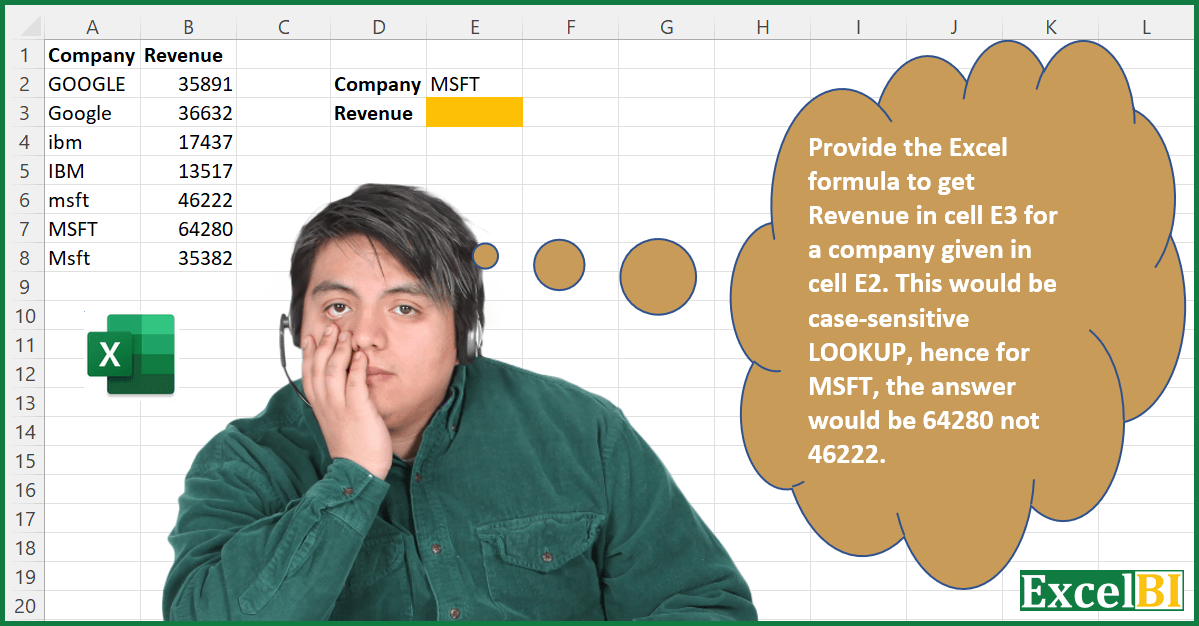 A B C D E F G H I J K L
1 Company Revenue
2 GOOGLE 35891 Company MSFT
3 Google 36632 Revenue
4 ibm 17437
5 IBM 13517
6 msft 46222
7 MSFT 64280
8 Msft 35382
9
10
11
12
13
14
15
16
17
18
19
20
X
Provide the Excel
formula to get
Revenue in cell E3 for
a company given in
cell E2. This would be
case-sensitive
LOOKUP, hence for
MSFT, the answer
would be 64280 not
46222.
ExcelBI